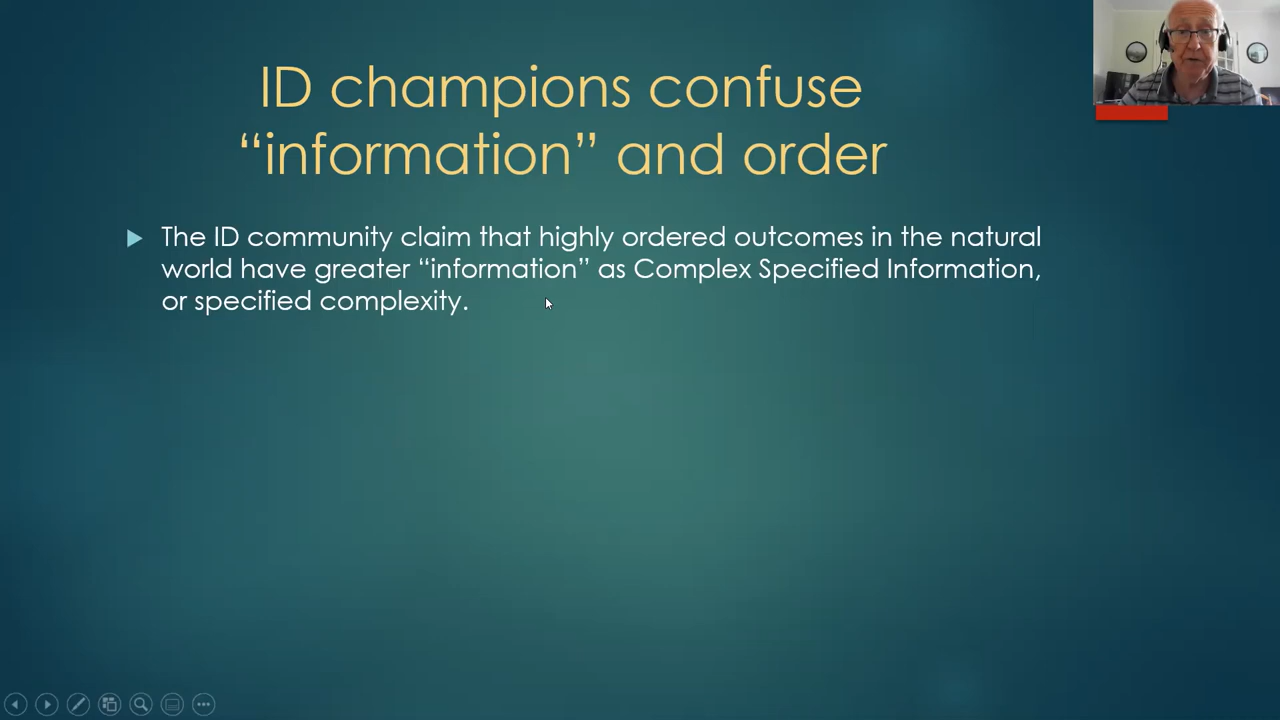 ID champions confuse
“information” and order
The ID community claim that highly ordered outcomes in the natural
world have greater “information” as Complex Specified Information,
or specified complexity.